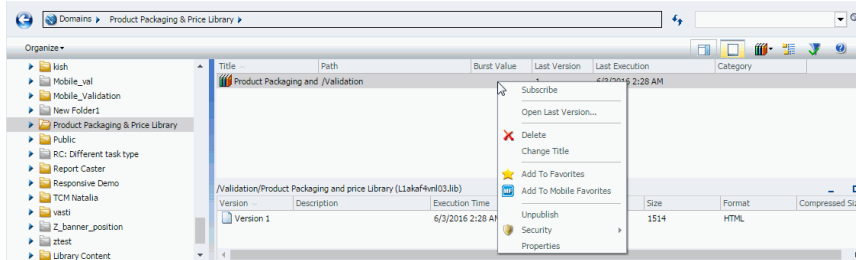 Domains Product Packaging & Price Library
Organize
kish
Mobile_val
Mobile_Validation
New Folder1
Product Packaging & Price Library
Public
RC: Different task type
Report Caster
Responsive Demo
TCM Natalia
vasti
Z_banner_position
ztest
Library Content
Title Path Burst Value Last Version Last Execution Category
Product Packaging and /Validation 1 6/3/2016 2:28 AM
Subscribe
Open Last Version...
Delete
Change Title
Add To Favorites
MF Add To Mobile Favorites
Unpublish
Security
Properties
/Validation/Product Packaging and price Library (L1akaf4vnl03.lib)
Version Description Execution Time Size Format Compressed Siz
Version 1 6/3/2016 2:28 AM 1514 HTML